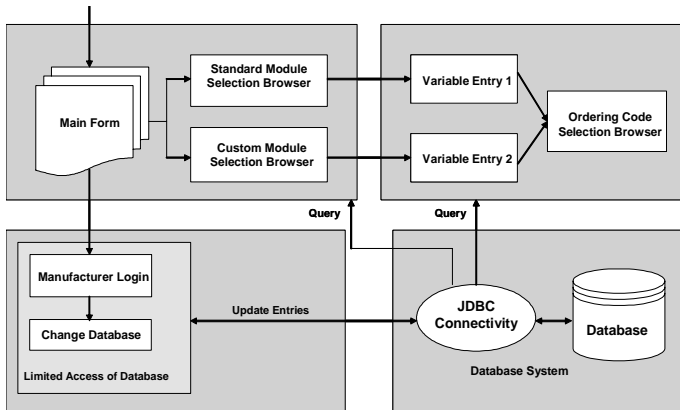 Standard Module
Selection Browser
Variable Entry 1
Main Form
Ordering Code
Selection Browser
Custom Module
Selection Browser
Variable Entry 2
Query
Query
Manufacturer Login
Update Entries
JDBC
Connectivity
Change Database
Database
Limited Access of Database
Database System